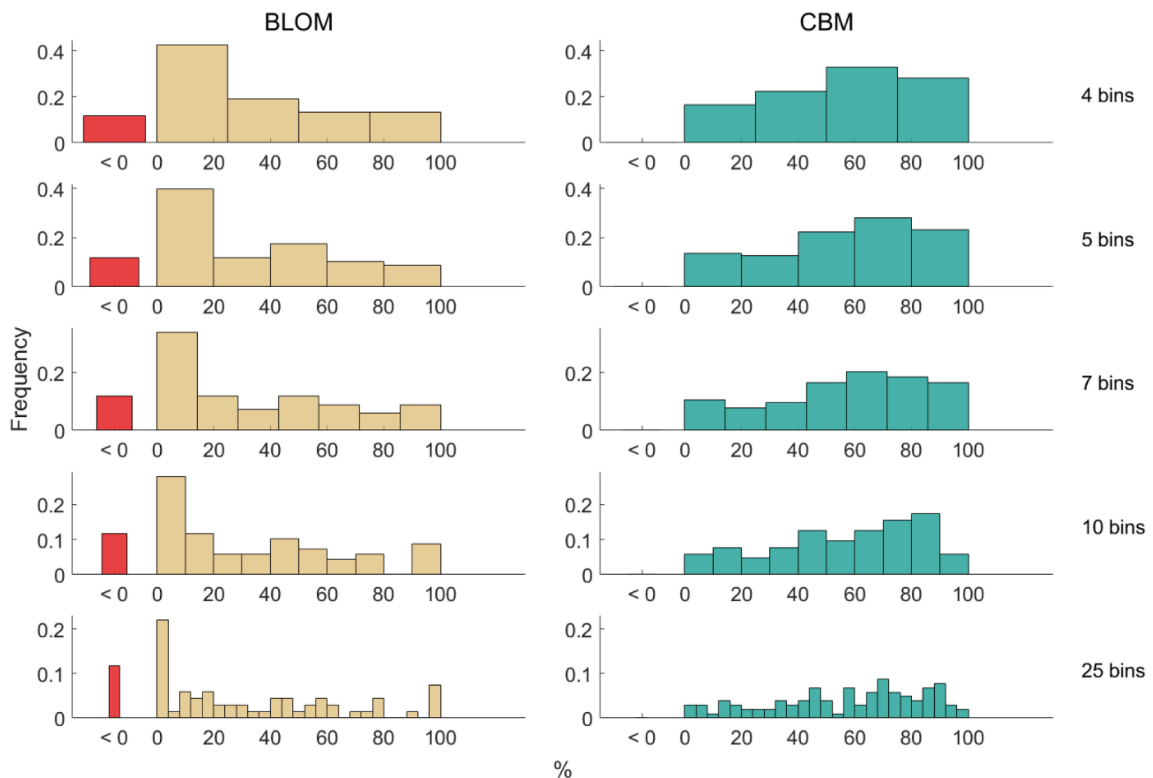 BLOM CBM
0.4 0.4
0.2 0.2 4 bins
0 0
< 0 0 20 40 60 80 100 < 0 0 20 40 60 80 100
0.4 0.4
0.2 0.2 5 bins
0 0
< 0 0 20 40 60 80 100 < 0 0 20 40 60 80 100
Frequency
0.2 0.2 7 bins
0 0
< 0 0 20 40 60 80 100 < 0 0 20 40 60 80 100
0.2 0.2
0.1 0.1 10 bins
0 0
< 0 0 20 40 60 80 100 < 0 0 20 40 60 80 100
0.2 0.2
0.1 0.1 25 bins
0 0
< 0 0 20 40 60 80 100 < 0 0 20 40 60 80 100
%